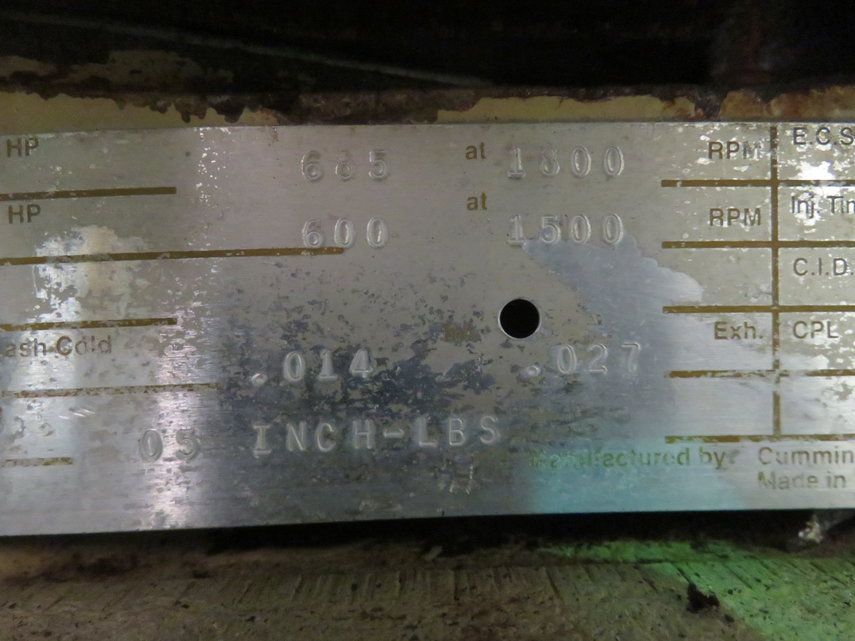 HP 665 at 1800 RPM E.C.S
HP 600 at 1500 RPM Inj. Tim
C.I.D.
Exh. CPL
ash Cold .014 .027
05 INCH-LBS
Manufactured by: Cummin
Made in